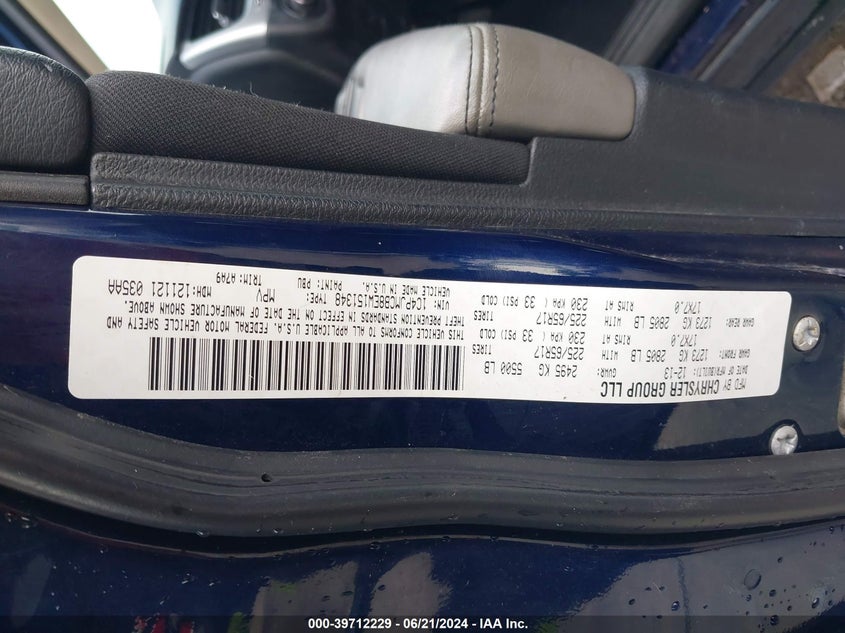 MFD BY CHRYSLER GROUP LLC
DATE OF MFR(BUILT): 12-13 GVWR: 2495 KG 5500 LB
GWAR FRONT: 1273 KG 2805 LB WITH 225/65R17 TIRES
17X7.0 RIMS AT 230 KPA ( 33 PSI) COLD
GWAR REAR: 1273 KG 2805 LB WITH 225/65R17 TIRES
17X7.0 RIMS AT 230 KPA ( 33 PSI) COLD
THIS VEHICLE CONFORMS TO ALL APPLICABLE U.S.A. FEDERAL MOTOR VEHICLE SAFETY AND
THEFT PREVENTION STANDARDS IN EFFECT ON THE DATE OF MANUFACTURE SHOWN ABOVE.
VIN: 1C4PJMCB8EW151348 TYPE: MPV MDH:121121 035AA
VEHICLE MADE IN U.S.A. PAINT: PBU TRIM: A7A9
000-39712229 - 06/21/2024 - IAA Inc.